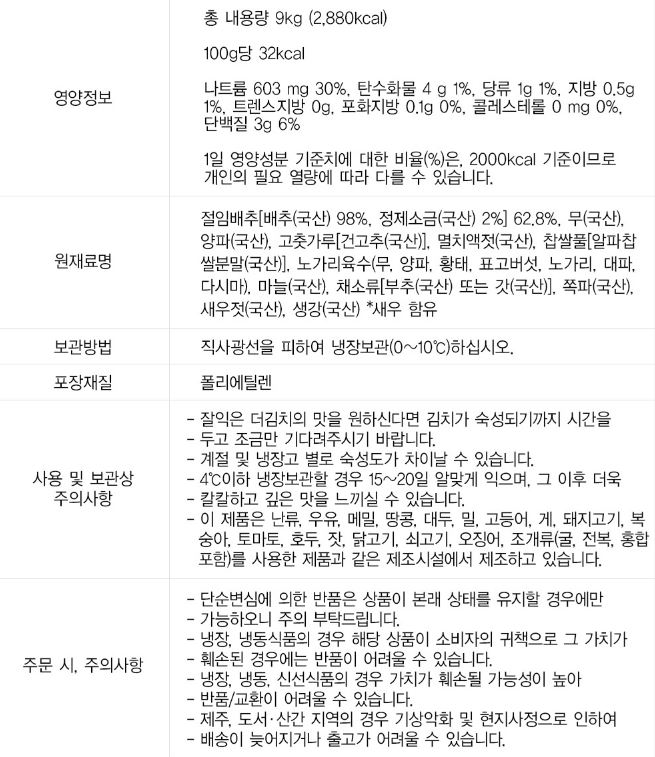 영양정보
총 내용량 9kg (2,880kcal)
100g당 32kcal
나트륨 603 mg 30%, 탄수화물 4 g 1%, 당류 1g 1%, 지방 0.5g
1%, 트렌스지방 0g, 포화지방 0.1g 0%, 콜레스테롤 0 mg 0%,
단백질 3g 6%
1일 영양성분 기준치에 대한 비율(%)은, 2000kcal 기준이므로
개인의 필요 열량에 따라 다를 수 있습니다.
원재료명
절임배추[배추(국산) 98%, 정제소금(국산) 2%] 62.8%, 무(국산),
양파(국산), 고춧가루[건고추(국산)], 멸치액젓(국산), 찹쌀풀[알파찹
쌀분말(국산)], 노가리육수(무, 양파, 황태, 표고버섯, 노가리, 대파,
다시마), 마늘(국산), 채소류[부추(국산) 또는 갓(국산)], 쪽파(국산),
새우젓(국산), 생강(국산) *새우 함유
보관방법
직사광선을 피하여 냉장보관(0~10℃)하십시오.
포장재질
폴리에틸렌
사용 및 보관상
주의사항
- 잘익은 더김치의 맛을 원하신다면 김치가 숙성되기까지 시간을
- 두고 조금만 기다려주시기 바랍니다.
- 계절 및 냉장고 별로 숙성도가 차이날 수 있습니다.
- 4℃이하 냉장보관할 경우 15~20일 알맞게 익으며, 그 이후 더욱
- 칼칼하고 깊은 맛을 느끼실 수 있습니다.
- 이 제품은 난류, 우유, 메밀, 땅콩, 대두, 밀, 고등어, 게, 돼지고기, 복
숭아, 토마토, 호두, 잣, 닭고기, 쇠고기, 오징어, 조개류(굴, 전복, 홍합
포함)를 사용한 제품과 같은 제조시설에서 제조하고 있습니다.
주문 시, 주의사항
- 단순변심에 의한 반품은 상품이 본래 상태를 유지할 경우에만
- 가능하오니 주의 부탁드립니다.
- 냉장, 냉동식품의 경우 해당 상품이 소비자의 귀책으로 그 가치가
- 훼손된 경우에는 반품이 어려울 수 있습니다.
- 냉장, 냉동, 신선식품의 경우 가치가 훼손될 가능성이 높아
- 반품/교환이 어려울 수 있습니다.
- 제주, 도서·산간 지역의 경우 기상악화 및 현지사정으로 인하여
- 배송이 늦어지거나 출고가 어려울 수 있습니다.